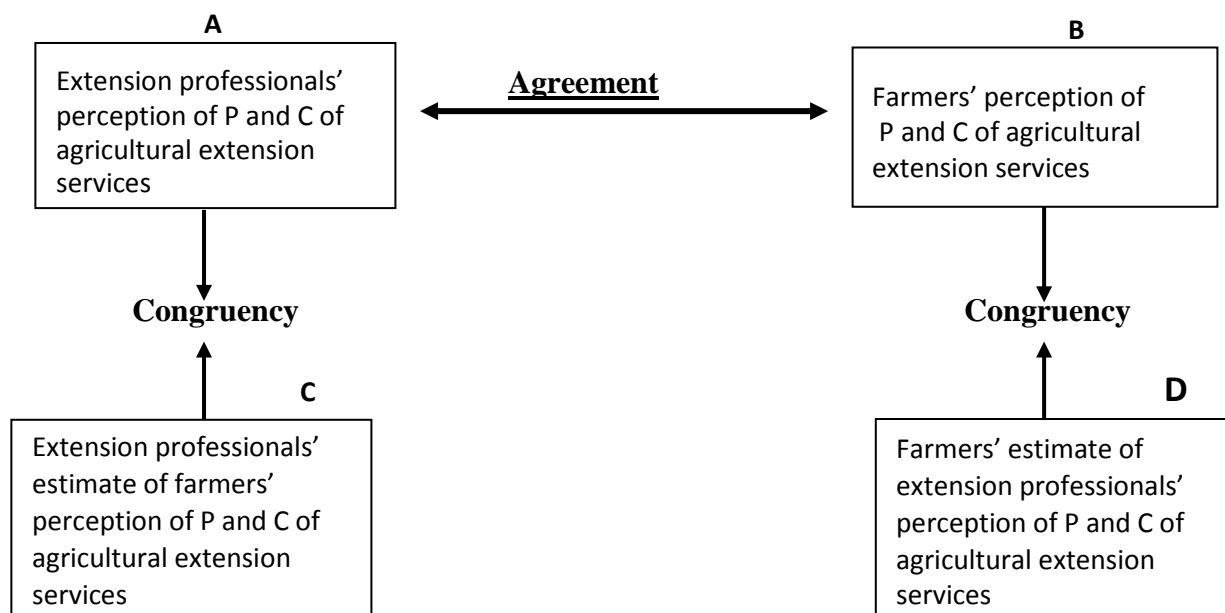 A
Extension professionals’
perception of P and C of
agricultural extension
services
Agreement
B
Farmers’ perception of
P and C of agricultural
extension services
Congruency
Congruency
C
Extension professionals’
estimate of farmers’
perception of P and C of
agricultural extension
services
D
Farmers’ estimate of
extension professionals’
perception of P and C of
agricultural extension
services